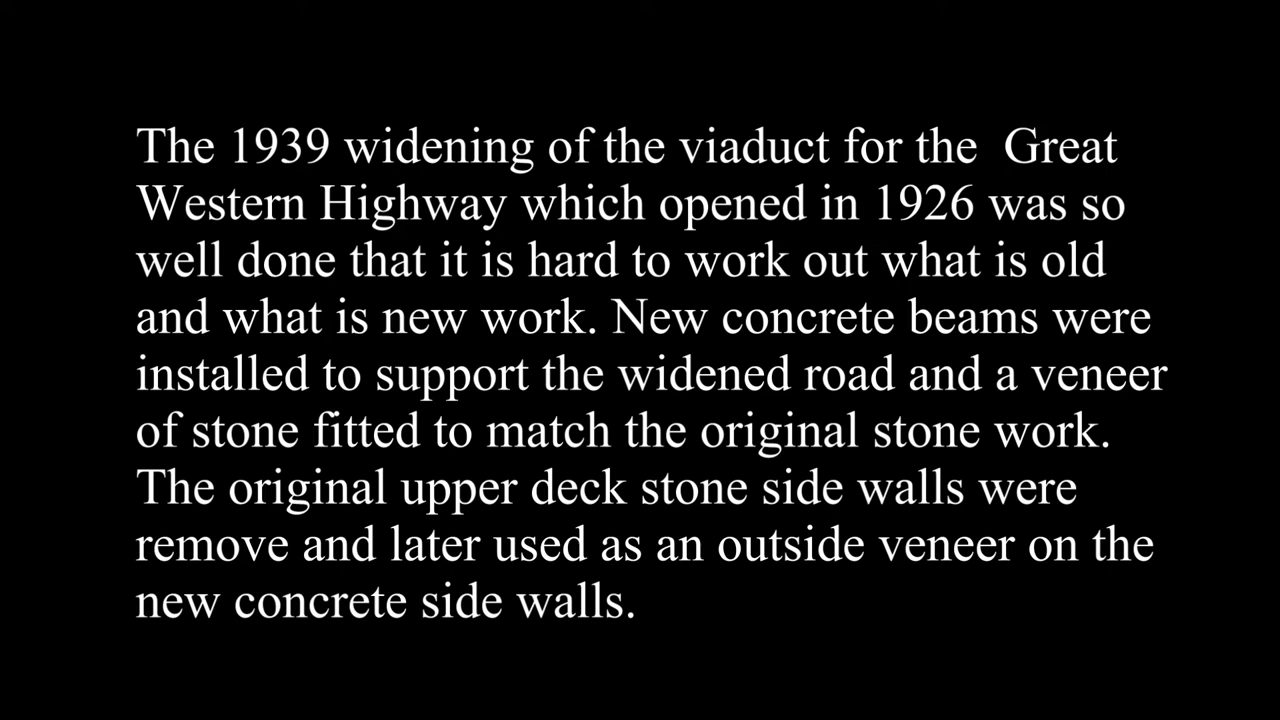 The 1939 widening of the viaduct for the  Great
Western Highway which opened in 1926 was so
well done that it is hard to work out what is old
and what is new work. New concrete beams were
installed to support the widened road and a veneer
of stone fitted to match the original stone work.
The original upper deck stone side walls were
remove and later used as an outside veneer on the
new concrete side walls.